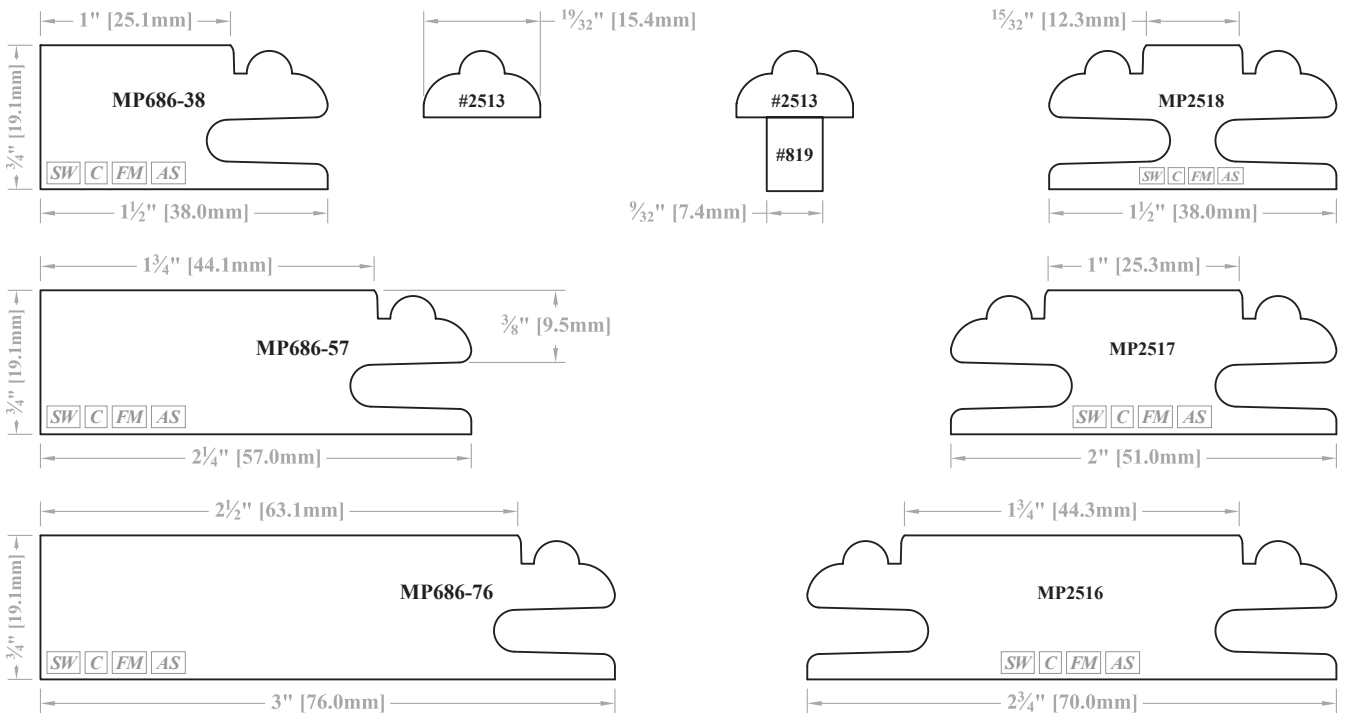 1" [25.1mm]
19/32" [15.4mm]
15/32" [12.3mm]
3/4" [19.1mm]
MP686-38
#2513
#2513
MP2518
#819
SW C FM AS
SW C FM AS
1 1/2" [38.0mm]
9/32" [7.4mm]
1 1/2" [38.0mm]
1 3/4" [44.1mm]
1" [25.3mm]
3/4" [19.1mm]
3/8" [9.5mm]
MP686-57
MP2517
SW C FM AS
SW C FM AS
2 1/4" [57.0mm]
2" [51.0mm]
2 1/2" [63.1mm]
1 3/4" [44.3mm]
3/4" [19.1mm]
MP686-76
MP2516
SW C FM AS
SW C FM AS
3" [76.0mm]
2 3/4" [70.0mm]